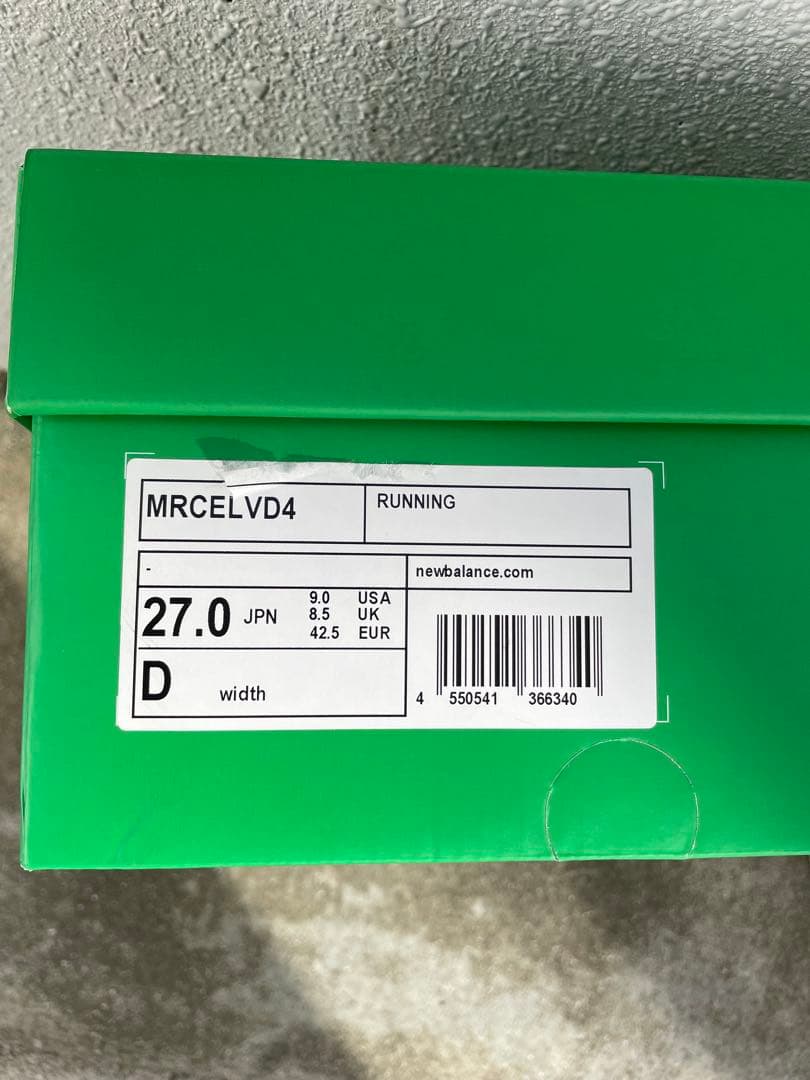 MRCELVD4
RUNNING
-
newbalance.com
27.0 JPN
9.0 USA
8.5 UK
42.5 EUR
D width
4 550541 366340